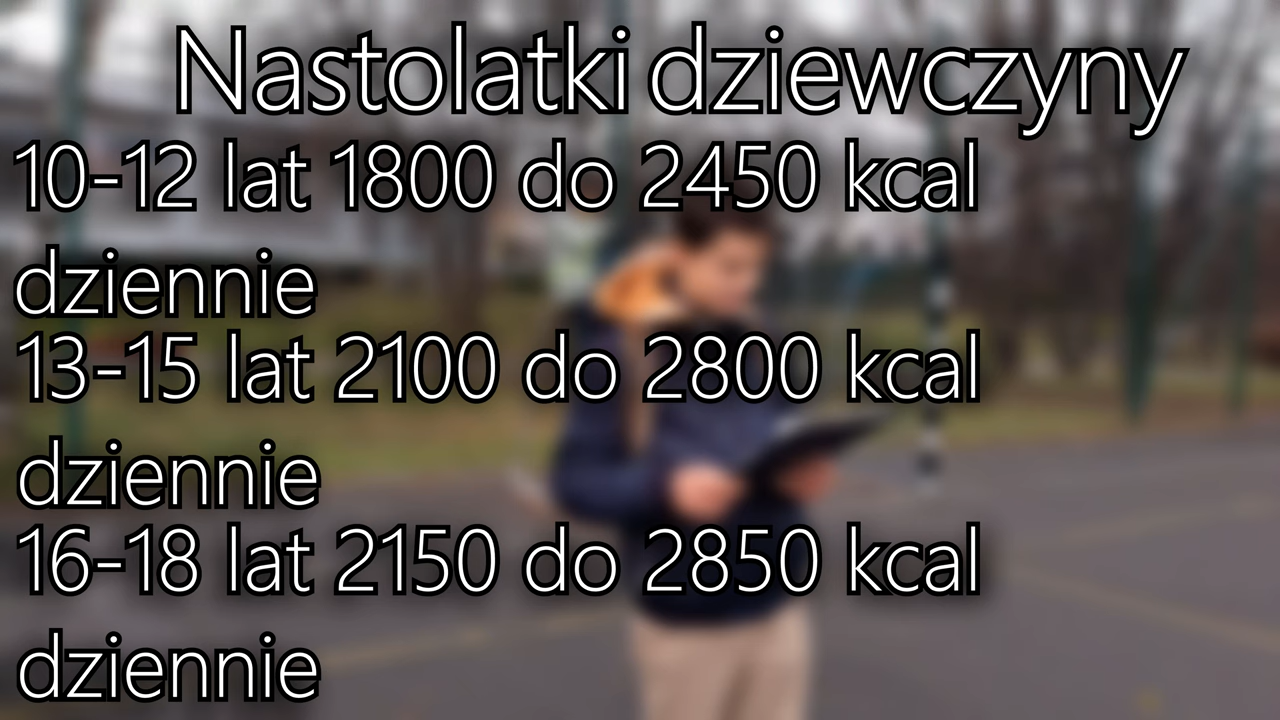 Nastolatki dziewczyny
10-12 lat 1800 do 2450 kcal
dziennie
13-15 lat 2100 do 2800 kcal
dziennie
16-18 lat 2150 do 2850 kcal
dziennie